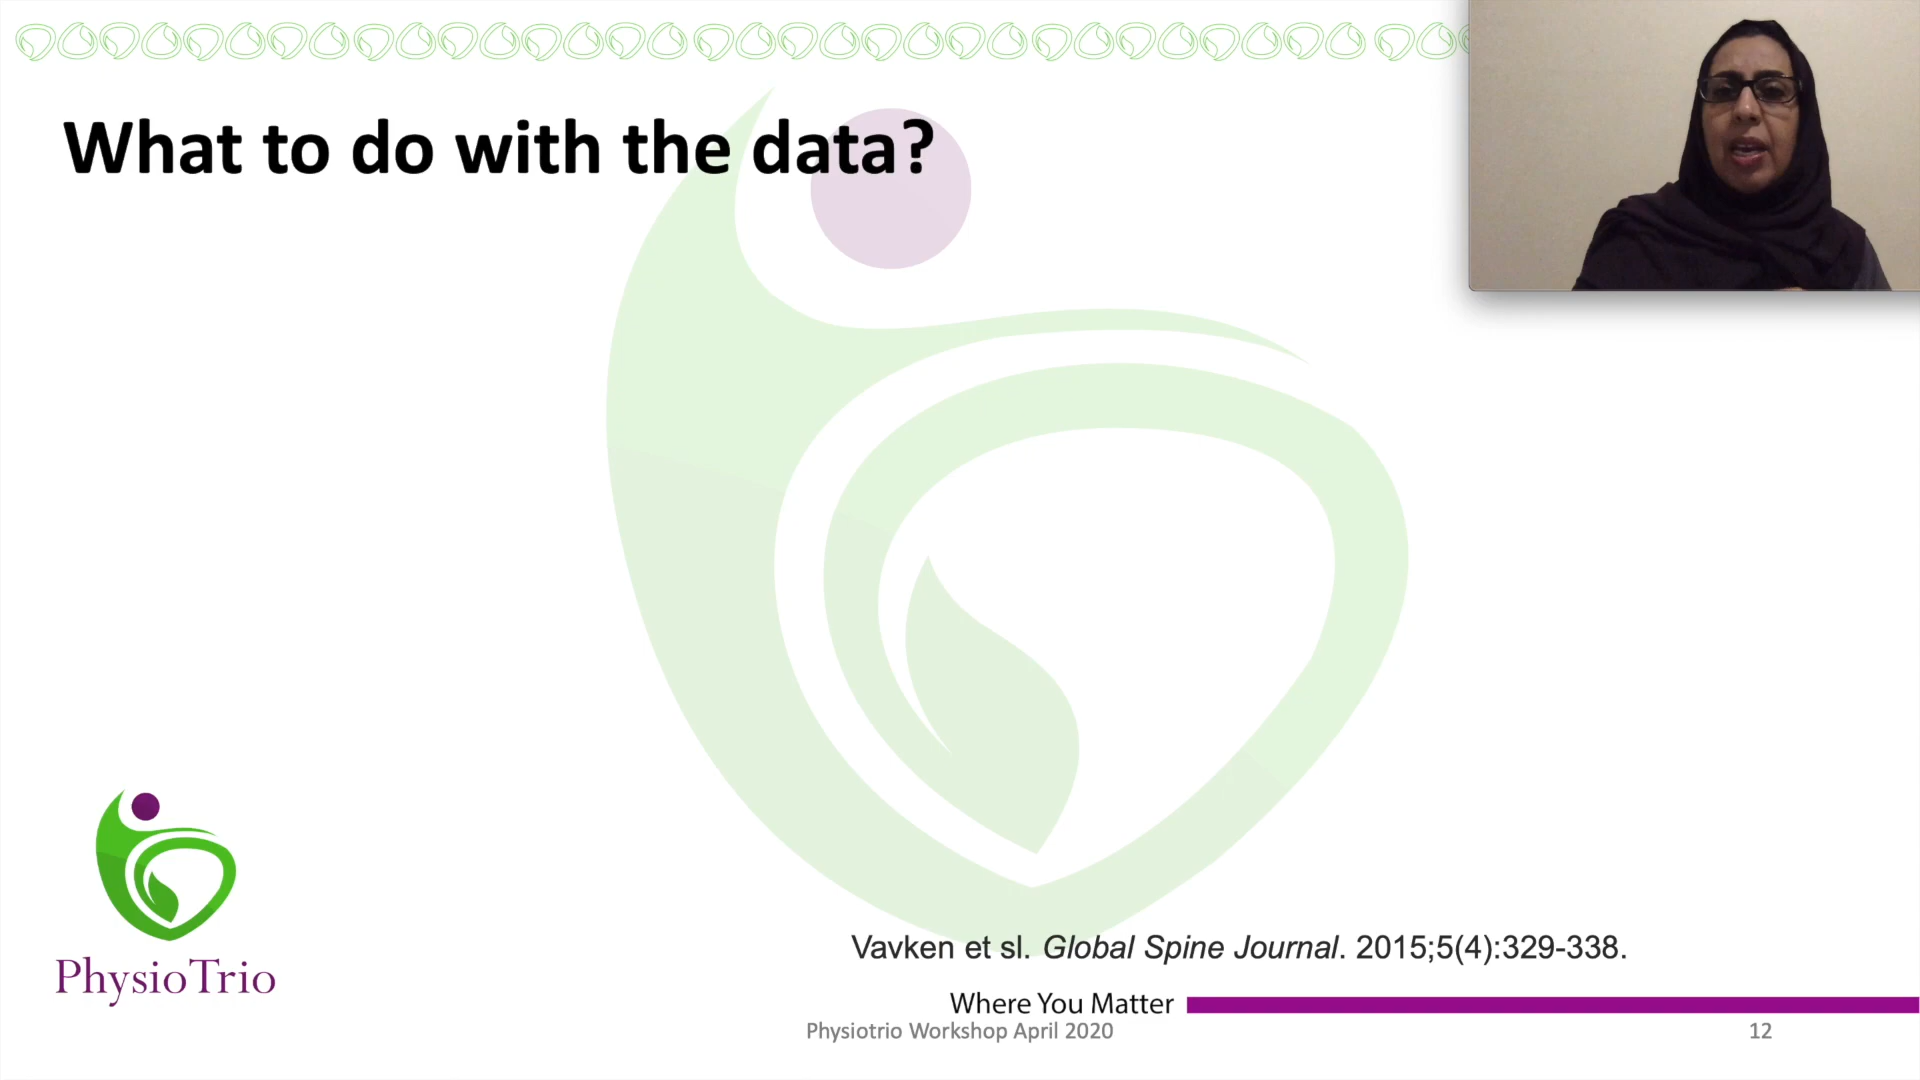 What to do with the data?
PhysioTrio
Vavken et sl. Global Spine Journal. 2015;5(4):329-338.
Where You Matter
Physiotrio Workshop April 2020
12